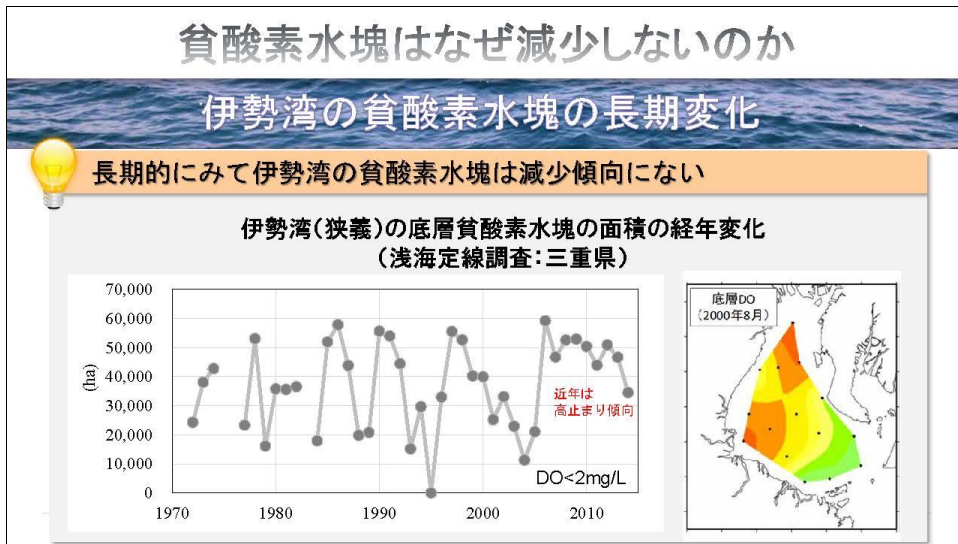 貧酸素水塊はなぜ減少しないのか
伊勢湾の貧酸素水塊の長期変化
長期的にみて伊勢湾の貧酸素水塊は減少傾向にない
伊勢湾(狭義)の底層貧酸素水塊の面積の経年変化
(浅海定線調査:三重県)
70,000
60,000
50,000
40,000
30,000
20,000
10,000
0
(ha)
近年は
高止まり傾向
DO<2mg/L
1970
1980
1990
2000
2010
底層DO
(2000年8月)